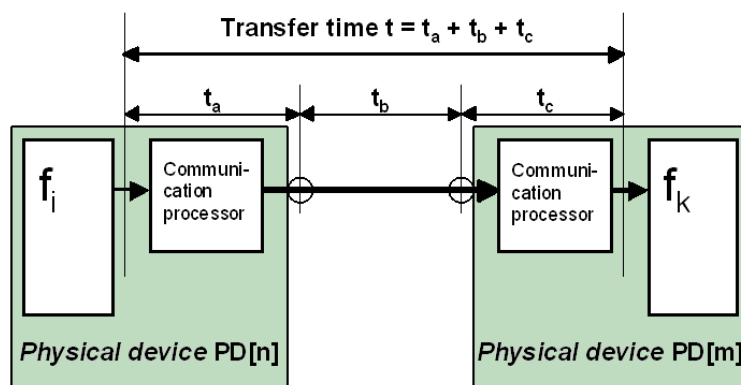 Transfer time t = ta + tb + tc
ta
tb
tc
fi
Communi-
cation
processor
Communi-
cation
processor
fk
Physical device PD[n]
Physical device PD[m]